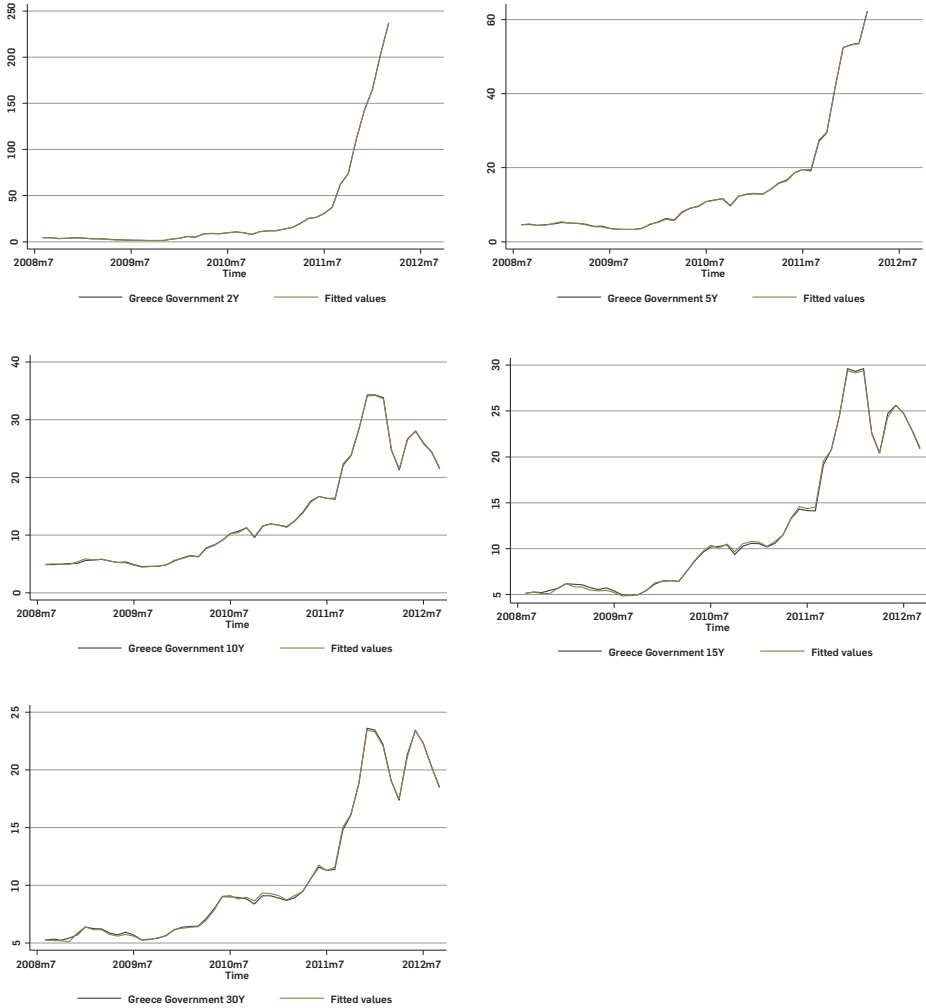 250
200
150
100
50
0
2008m7 2009m7 2010m7 2011m7 2012m7
Time
Greece Government 2Y Fitted values
60
40
20
0
2008m7 2009m7 2010m7 2011m7 2012m7
Time
Greece Government 5Y Fitted values
40
30
20
10
0
2008m7 2009m7 2010m7 2011m7 2012m7
Time
Greece Government 10Y Fitted values
30
25
20
15
10
5
2008m7 2009m7 2010m7 2011m7 2012m7
Time
Greece Government 15Y Fitted values
25
20
15
10
5
2008m7 2009m7 2010m7 2011m7 2012m7
Time
Greece Government 30Y Fitted values